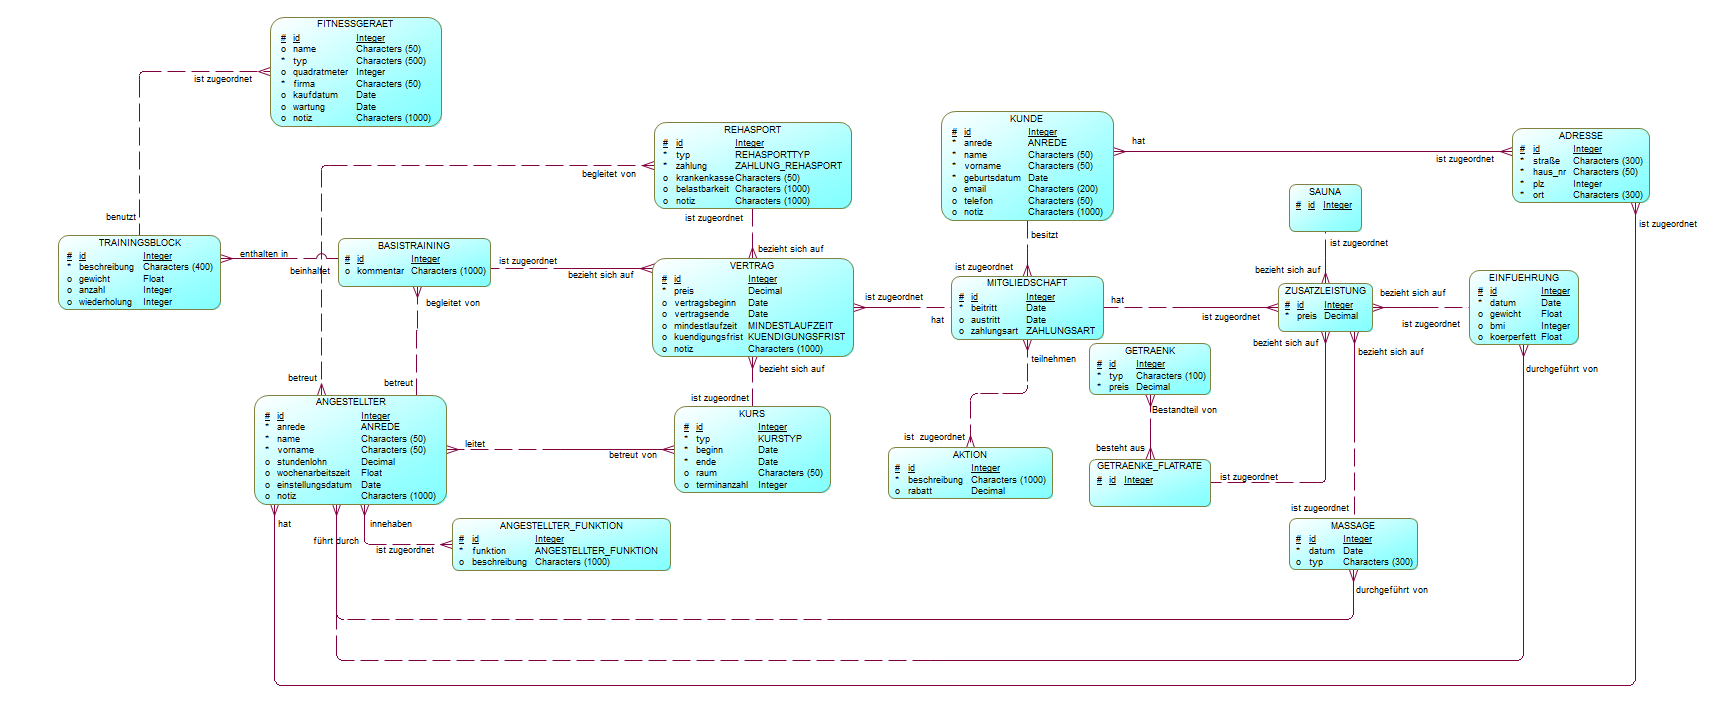 FITNESSGERAET
# id Integer
o name Characters (50)
* typ Characters (500)
o quadratmeter Integer
* firma Characters (50)
o kaufdatum Date
o wartung Date
o notiz Characters (1000)
ist zugeordnet
benutzt
TRAININGSBLOCK
# id Integer
* beschreibung Characters (400)
o gewicht Float
o anzahl Integer
o wiederholung Integer
enthalten in
beinhaltet
BASISTRAINING
# id Integer
o kommentar Characters (1000)
ist zugeordnet
bezieht sich auf
begleitet von
betreut
REHASPORT
# id Integer
* typ REHASPORTTYP
* zahlung ZAHLUNG_REHASPORT
o krankenkasse Characters (50)
o belastbarkeit Characters (1000)
o notiz Characters (1000)
begleitet von
betreut
ist zugeordnet
bezieht sich auf
VERTRAG
# id Integer
* preis Decimal
o vertragsbeginn Date
o vertragsende Date
o mindestlaufzeit MINDESTLAUFZEIT
o kuendigungsfrist KUENDIGUNGSFRIST
o notiz Characters (1000)
bezieht sich auf
ist zugeordnet
KURS
# id Integer
* typ KURSTYP
* beginn Date
* ende Date
o raum Characters (50)
o terminanzahl Integer
leitet
betreut von
ANGESTELLTER
# id Integer
* anrede ANREDE
* name Characters (50)
* vorname Characters (50)
o stundenlohn Decimal
o wochenarbeitszeit Float
o einstellungsdatum Date
o notiz Characters (1000)
hat
führt durch
innehaben
ist zugeordnet
ANGESTELLTER_FUNKTION
# id Integer
* funktion ANGESTELLTER_FUNKTION
o beschreibung Characters (1000)
KUNDE
# id Integer
* anrede ANREDE
* name Characters (50)
* vorname Characters (50)
* geburtsdatum Date
o email Characters (200)
o telefon Characters (50)
o notiz Characters (1000)
hat
ist zugeordnet
besitzt
ist zugeordnet
MITGLIEDSCHAFT
# id Integer
* beitritt Date
o austritt Date
o zahlungsart ZAHLUNGSART
ist zugeordnet
hat
hat
ist zugeordnet
teilnehmen
ist zugeordnet
AKTION
# id Integer
* beschreibung Characters (1000)
o rabatt Decimal
GETRAENK
# id Integer
* typ Characters (100)
* preis Decimal
Bestandteil von
besteht aus
GETRAENKE_FLATRATE
# id Integer
ist zugeordnet
bezieht sich auf
SAUNA
# id Integer
ist zugeordnet
bezieht sich auf
ZUSATZLEISTUNG
# id Integer
* preis Decimal
bezieht sich auf
ist zugeordnet
bezieht sich auf
ist zugeordnet
MASSAGE
# id Integer
* datum Date
o typ Characters (300)
durchgeführt von
EINFUEHRUNG
# id Integer
* datum Date
o gewicht Float
o bmi Integer
o koerperfett Float
durchgeführt von
ADRESSE
# id Integer
* straße Characters (300)
* haus_nr Characters (50)
* plz Integer
* ort Characters (300)
ist zugeordnet